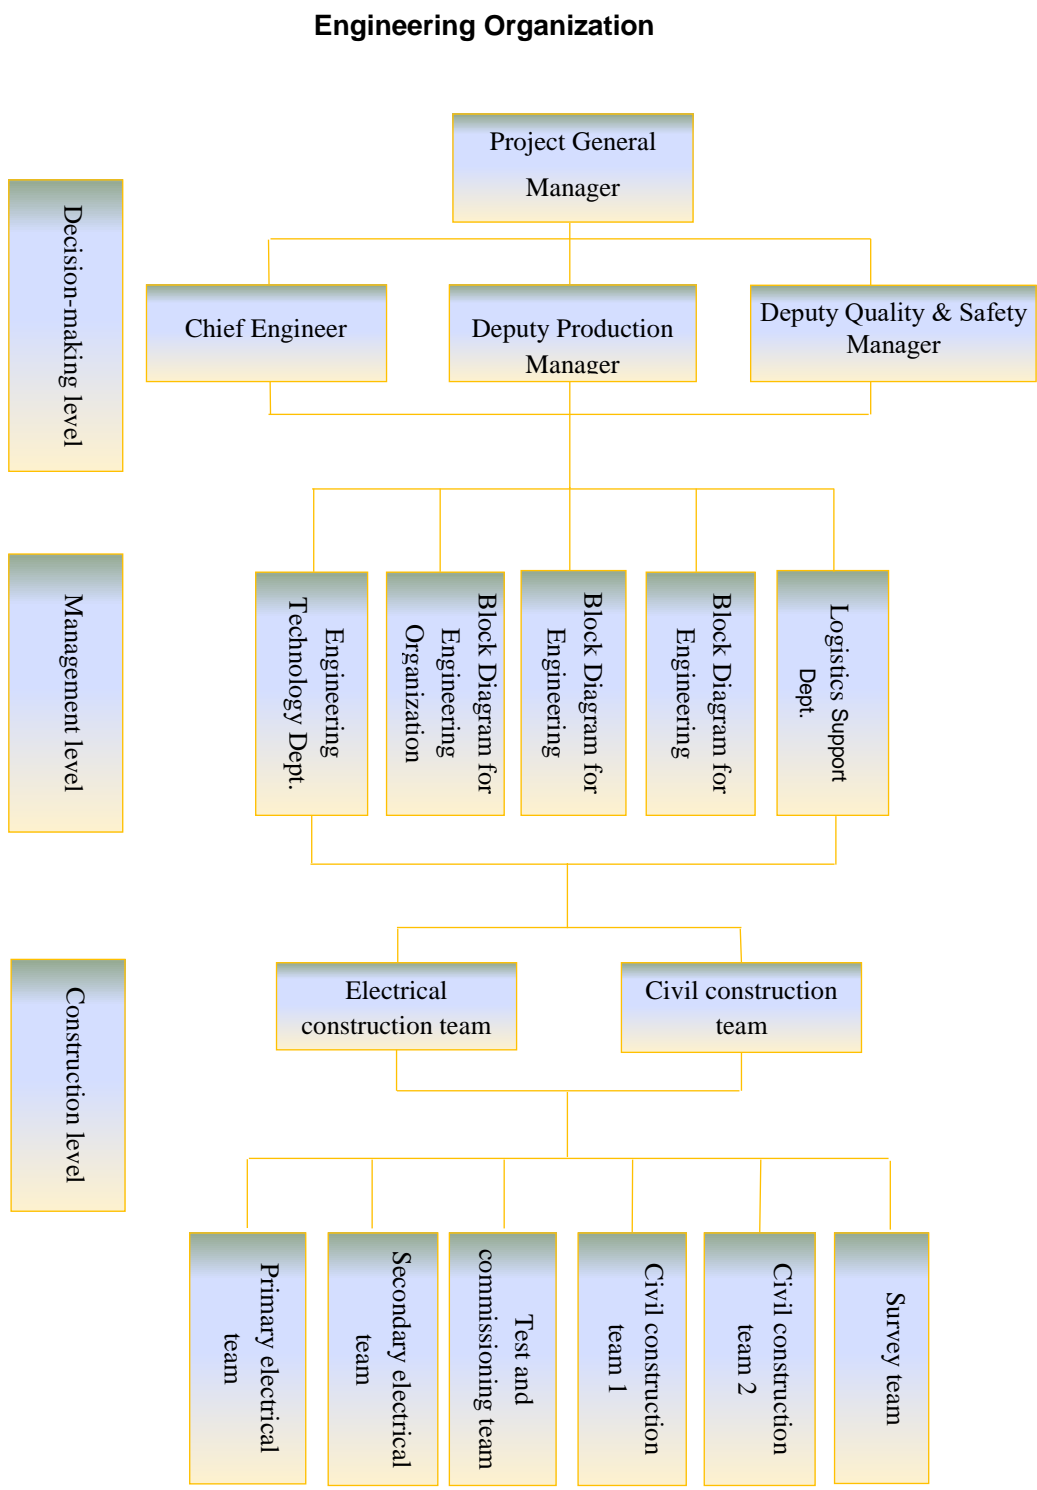 Engineering Organization
Project General
Manager
Decision-making level
Chief Engineer
Deputy Production
Manager
Deputy Quality & Safety
Manager
Management level
Engineering
Technology Dept.
Block Diagram for
Engineering
Organization
Block Diagram for
Engineering
Block Diagram for
Engineering
Logistics Support
Dept.
Construction level
Electrical
construction team
Civil construction
team
Primary electrical
team
Secondary electrical
team
Test and
commissioning team
Civil construction
team 1
Civil construction
team 2
Survey team